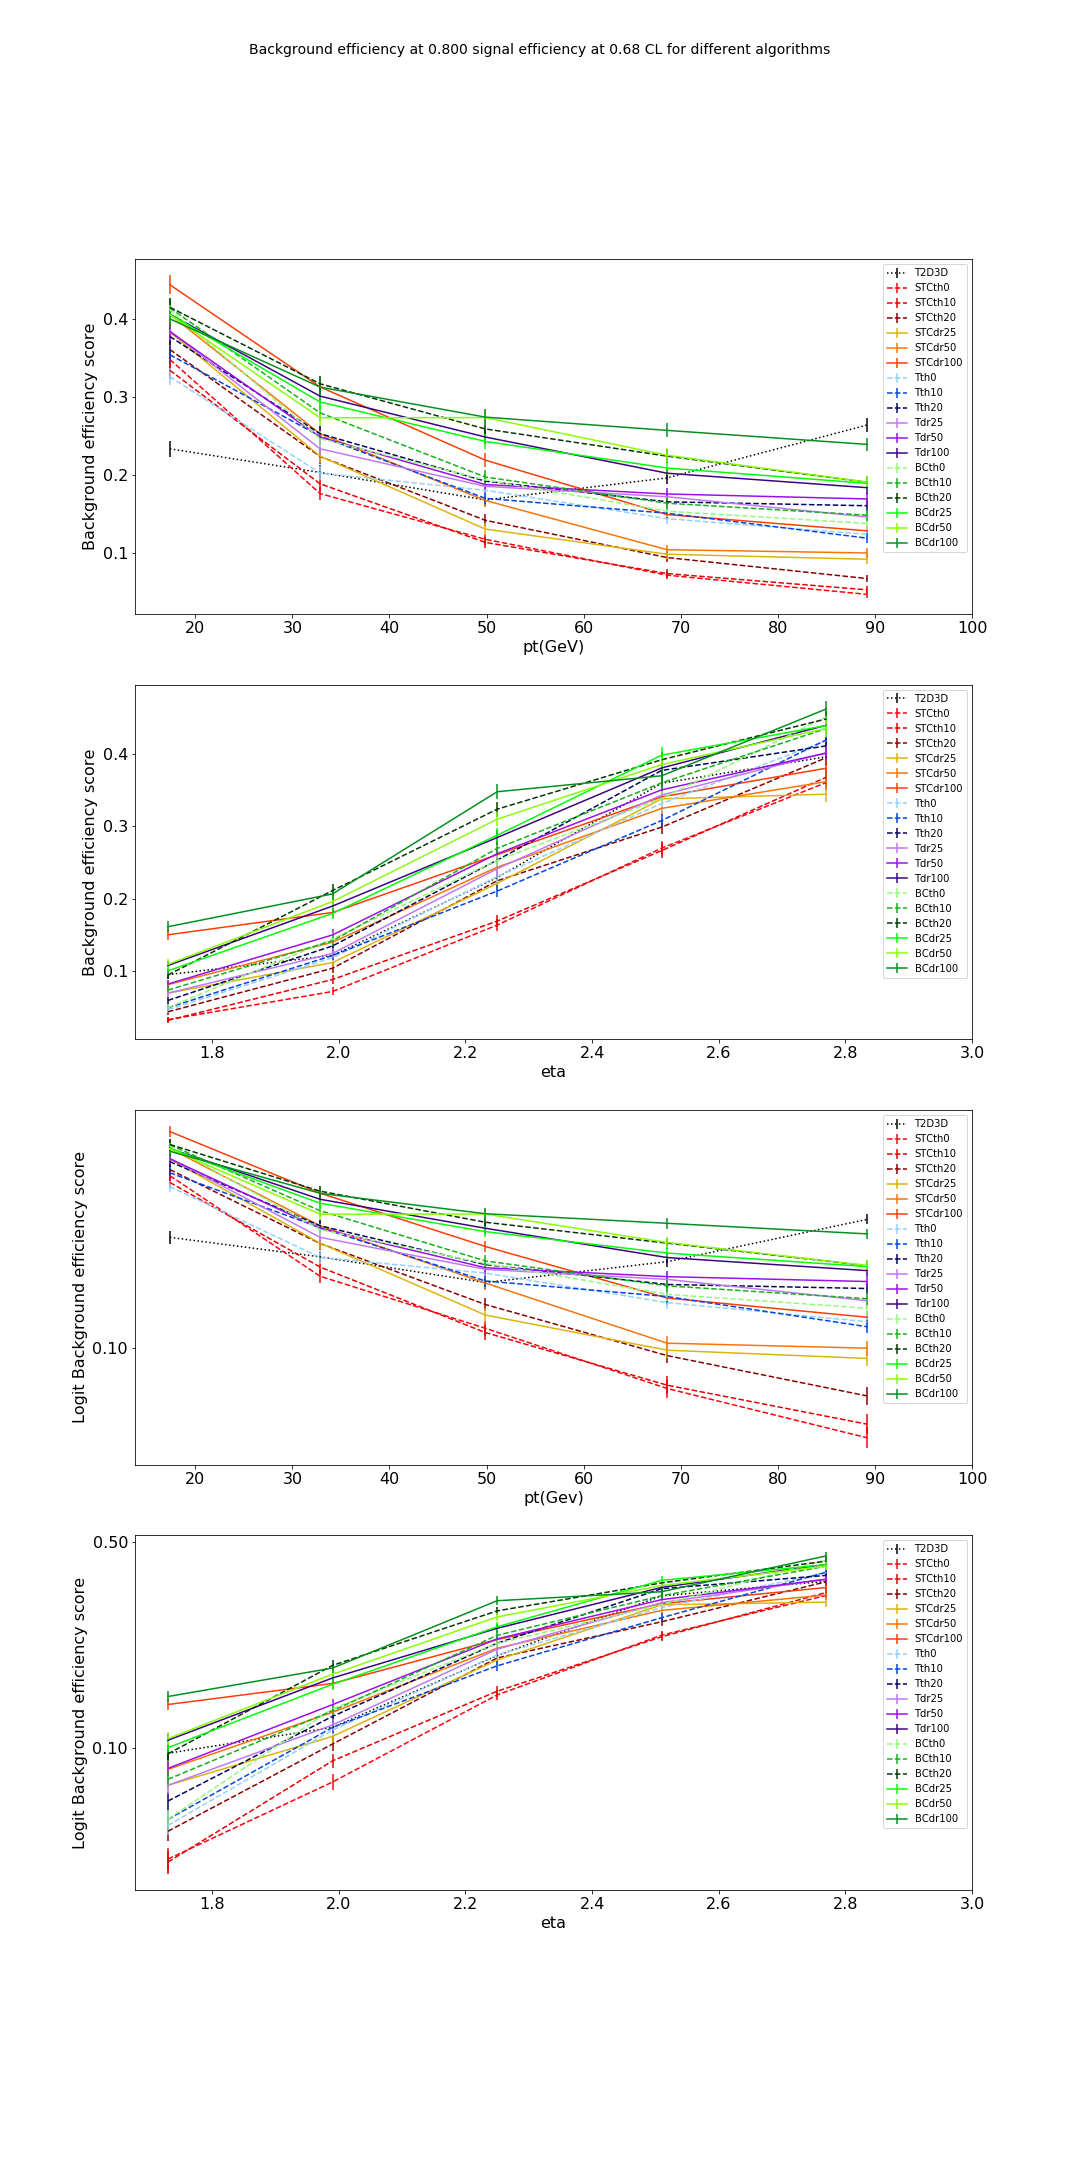 Background efficiency at 0.800 signal efficiency at 0.68 CL for different algorithms
Background efficiency score
0.4
0.3
0.2
0.1
20 30 40 50 60 70 80 90 100
pt(GeV)
T2D3D
STCth0
STCth10
STCth20
STCdr25
STCdr50
STCdr100
Tth0
Tth10
Tth20
Tdr25
Tdr50
Tdr100
BCth0
BCth10
BCth20
BCdr25
BCdr50
BCdr100
Background efficiency score
0.4
0.3
0.2
0.1
1.8 2.0 2.2 2.4 2.6 2.8 3.0
eta
T2D3D
STCth0
STCth10
STCth20
STCdr25
STCdr50
STCdr100
Tth0
Tth10
Tth20
Tdr25
Tdr50
Tdr100
BCth0
BCth10
BCth20
BCdr25
BCdr50
BCdr100
Logit Background efficiency score
0.10
20 30 40 50 60 70 80 90 100
pt(Gev)
T2D3D
STCth0
STCth10
STCth20
STCdr25
STCdr50
STCdr100
Tth0
Tth10
Tth20
Tdr25
Tdr50
Tdr100
BCth0
BCth10
BCth20
BCdr25
BCdr50
BCdr100
Logit Background efficiency score
0.50
0.10
1.8 2.0 2.2 2.4 2.6 2.8 3.0
eta
T2D3D
STCth0
STCth10
STCth20
STCdr25
STCdr50
STCdr100
Tth0
Tth10
Tth20
Tdr25
Tdr50
Tdr100
BCth0
BCth10
BCth20
BCdr25
BCdr50
BCdr100